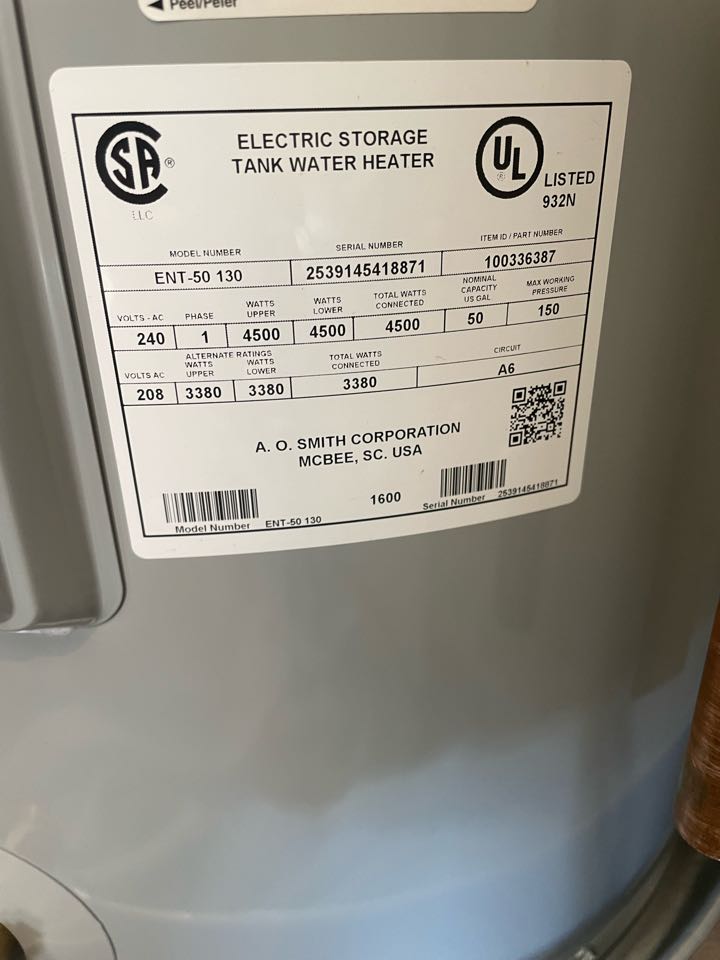 Peel/Peler
SA ®
LLC
ELECTRIC STORAGE
TANK WATER HEATER
UL ®
LISTED
932N
MODEL NUMBER SERIAL NUMBER ITEM ID / PART NUMBER
ENT-50 130 2539145418871 100336387
VOLTS - AC PHASE WATTS UPPER WATTS LOWER TOTAL WATTS CONNECTED NOMINAL CAPACITY US GAL MAX WORKING PRESSURE
240 1 4500 4500 4500 50 150
ALTERNATE RATINGS
VOLTS AC WATTS UPPER WATTS LOWER TOTAL WATTS CONNECTED CIRCUIT
208 3380 3380 3380 A6
A. O. SMITH CORPORATION
MCBEE, SC. USA
1600
Model Number ENT-50 130
Serial Number 2539145418871